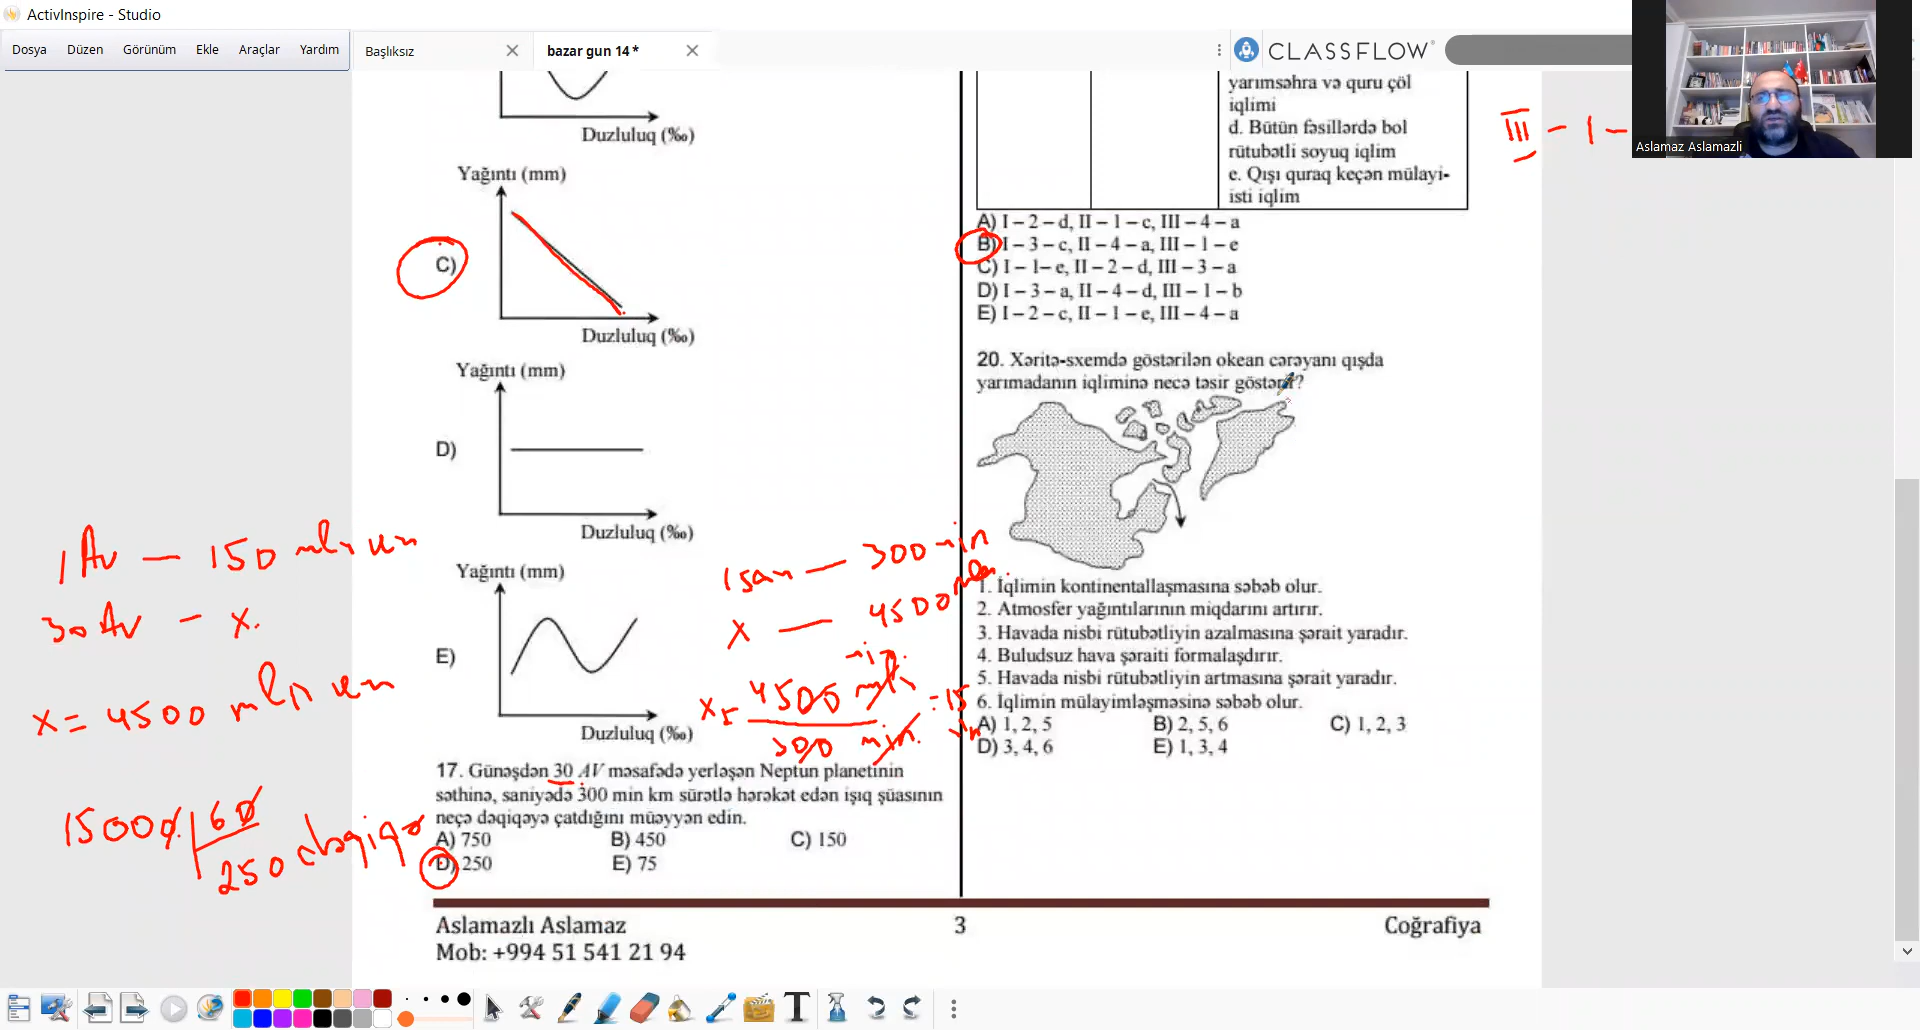 ActivInspire - Studio
Dosya Düzen Görünüm Ekle Araçlar Yardım
Başlıksız
bazar gun 14 *
CLASSFLOW
Aslamaz Aslamazli
Duzluluq (‰)
Yağıntı (mm)
C)
Duzluluq (‰)
Yağıntı (mm)
D)
Duzluluq (‰)
Yağıntı (mm)
E)
Duzluluq (‰)
17. Günəşdən 30 AV məsafədə yerləşən Neptun planetinin
səthinə, saniyədə 300 min km sürətlə hərəkət edən işıq şüasının
neçə dəqiqəyə çatdığını müəyyən edin.
A) 750 B) 450 C) 150
D) 250 E) 75
1 AV — 150 mln km
30 AV – x.
x = 4500 mln km
1 san — 300 min
x — 4500 mln.
min.
x = 4500 mln
300 min.
= 15
15000 60
250 dəqiqə
yarımsəhra və quru çöl
iqlimi
d. Bütün fəsillərdə bol
rütubətli soyuq iqlim
e. Qışı quraq keçən mülayi-
isti iqlim
III – 1 –
A) I – 2 – d, II – 1 – c, III – 4 – a
B) I – 3 – c, II – 4 – a, III – 1 – e
C) I – 1– e, II – 2 – d, III – 3 – a
D) I – 3 – a, II – 4 – d, III – 1 – b
E) I – 2 – c, II – 1 – e, III – 4 – a
20. Xəritə-sxemdə göstərilən okean cərəyanı qışda
yarımadanın iqliminə necə təsir göstərir?
1. İqlimin kontinentallaşmasına səbəb olur.
2. Atmosfer yağıntılarının miqdarını artırır.
3. Havada nisbi rütubətliyin azalmasına şərait yaradır.
4. Buludsuz hava şəraiti formalaşdırır.
5. Havada nisbi rütubətliyin artmasına şərait yaradır.
6. İqlimin mülayimləşməsinə səbəb olur.
A) 1, 2, 5 B) 2, 5, 6 C) 1, 2, 3
D) 3, 4, 6 E) 1, 3, 4
Aslamazlı Aslamaz 3 Coğrafiya
Mob: +994 51 541 21 94